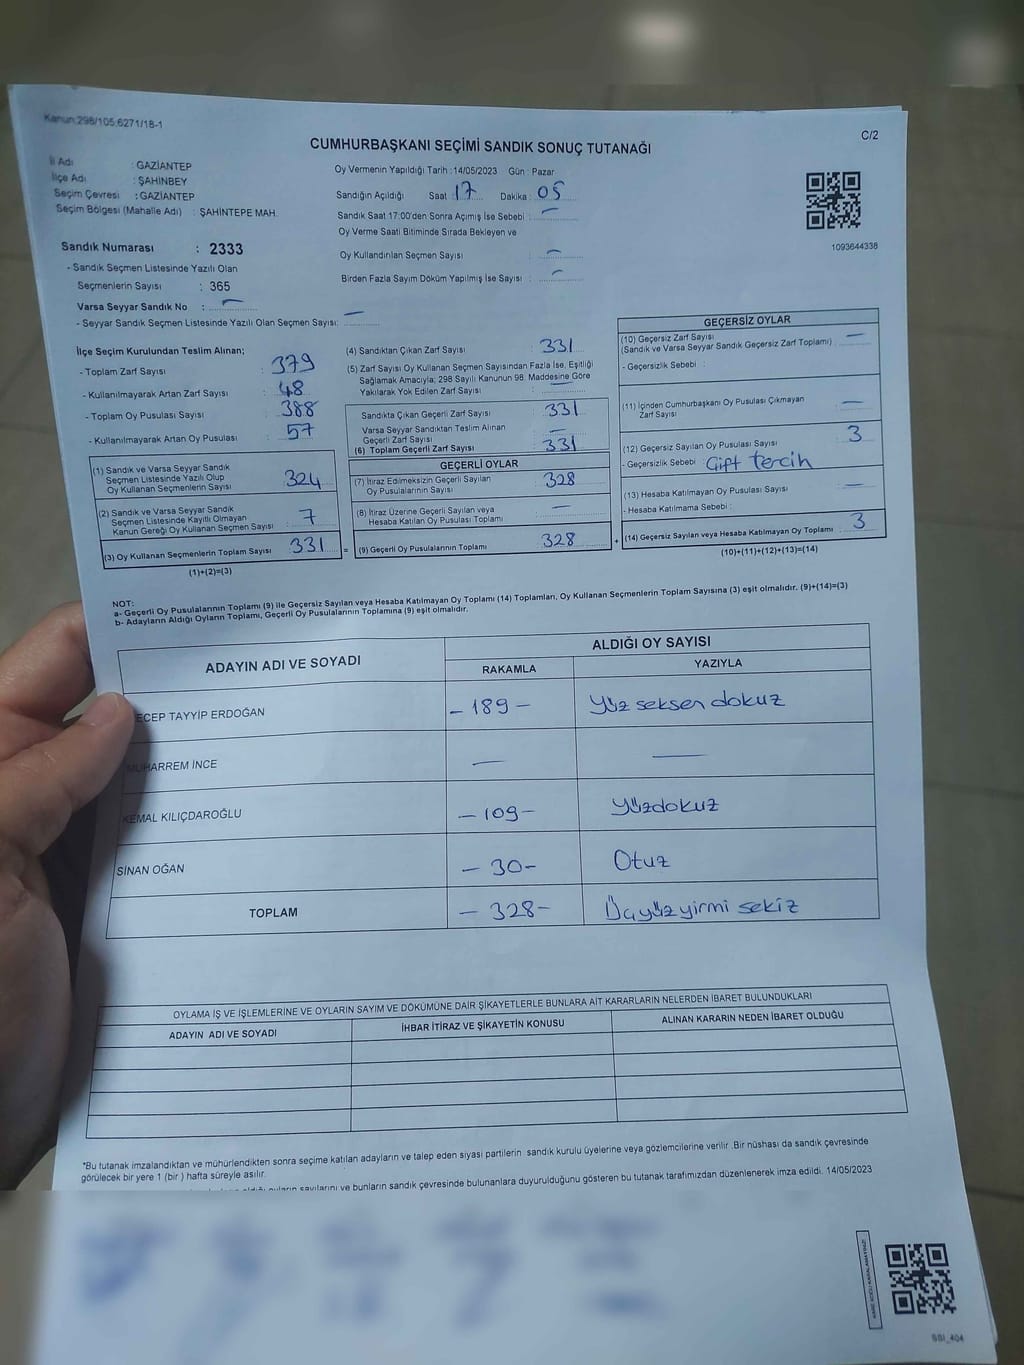 Kanun:298/105;6271/18-1
C/2
CUMHURBAŞKANI SEÇİMİ SANDIK SONUÇ TUTANAĞI
İl Adı : GAZİANTEP
İlçe Adı : ŞAHİNBEY
Seçim Çevresi : GAZİANTEP
Seçim Bölgesi (Mahalle Adı) : ŞAHİNTEPE MAH.
Sandık Numarası : 2333
- Sandık Seçmen Listesinde Yazılı Olan
Seçmenlerin Sayısı : 365
Varsa Seyyar Sandık No : —
- Seyyar Sandık Seçmen Listesinde Yazılı Olan Seçmen Sayısı: —
Oy Vermenin Yapıldığı Tarih :14/05/2023 Gün : Pazar
Sandığın Açıldığı Saat 17 Dakika : 05
Sandık Saat 17:00'den Sonra Açımış İse Sebebi : —
Oy Verme Saati Bitiminde Sırada Bekleyen ve
Oy Kullandırılan Seçmen Sayısı : —
Birden Fazla Sayım Döküm Yapılmış İse Sayısı : —
1093644338
İlçe Seçim Kurulundan Teslim Alınan;
- Toplam Zarf Sayısı : 379
- Kullanılmayarak Artan Zarf Sayısı : 48
- Toplam Oy Pusulası Sayısı : 388
- Kullanılmayarak Artan Oy Pusulası : 57
(1) Sandık ve Varsa Seyyar Sandık
Seçmen Listesinde Yazılı Olup
Oy Kullanan Seçmenlerin Sayısı : 324
(2) Sandık ve Varsa Seyyar Sandık
Seçmen Listesinde Kayıtlı Olmayan
Kanun Gereği Oy Kullanan Seçmen Sayısı : 7
(3) Oy Kullanan Seçmenlerin Toplam Sayısı : 331 =
(1)+(2)=(3)
(4) Sandıktan Çıkan Zarf Sayısı : 331
(5) Zarf Sayısı Oy Kullanan Seçmen Sayısından Fazla İse, Eşitliği
Sağlamak Amacıyla; 298 Sayılı Kanunun 98. Maddesine Göre
Yakılarak Yok Edilen Zarf Sayısı : —
Sandıkta Çıkan Geçerli Zarf Sayısı : 331
Varsa Seyyar Sandıktan Teslim Alınan
Geçerli Zarf Sayısı : —
(6) Toplam Geçerli Zarf Sayısı : 331
GEÇERLİ OYLAR
(7) İtiraz Edilmeksizin Geçerli Sayılan
Oy Pusulalarının Sayısı : 328
(8) İtiraz Üzerine Geçerli Sayılan veya
Hesaba Katılan Oy Pusulası Toplamı : —
(9) Geçerli Oy Pusulalarının Toplamı : 328 +
GEÇERSİZ OYLAR
(10) Geçersiz Zarf Sayısı
(Sandık ve Varsa Seyyar Sandık Geçersiz Zarf Toplamı) : —
- Geçersizlik Sebebi :
(11) İçinden Cumhurbaşkanı Oy Pusulası Çıkmayan
Zarf Sayısı : —
(12) Geçersiz Sayılan Oy Pusulası Sayısı : 3
- Geçersizlik Sebebi : Çift tercih
(13) Hesaba Katılmayan Oy Pusulası Sayısı : —
- Hesaba Katılmama Sebebi :
(14) Geçersiz Sayılan veya Hesaba Katılmayan Oy Toplamı : 3
(10)+(11)+(12)+(13)=(14)
NOT:
a- Geçerli Oy Pusulalarının Toplamı (9) ile Geçersiz Sayılan veya Hesaba Katılmayan Oy Toplamı (14) Toplamları, Oy Kullanan Seçmenlerin Toplam Sayısına (3) eşit olmalıdır. (9)+(14)=(3)
b- Adayların Aldığı Oyların Toplamı, Geçerli Oy Pusulalarının Toplamına (9) eşit olmalıdır.
ADAYIN ADI VE SOYADI ALDIĞI OY SAYISI
RAKAMLA YAZIYLA
ECEP TAYYİP ERDOĞAN – 189 – Yüz seksen dokuz
MUHARREM İNCE — —
KEMAL KILIÇDAROĞLU – 109 – Yüzdokuz
SİNAN OĞAN – 30 – Otuz
TOPLAM – 328 – Üçyüz yirmi sekiz
OYLAMA İŞ VE İŞLEMLERİNE VE OYLARIN SAYIM VE DÖKÜMÜNE DAİR ŞİKAYETLERLE BUNLARA AİT KARARLARIN NELERDEN İBARET BULUNDUKLARI
ADAYIN ADI VE SOYADI İHBAR İTİRAZ VE ŞİKAYETİN KONUSU ALINAN KARARIN NEDEN İBARET OLDUĞU
*Bu tutanak imzalandıktan ve mühürlendikten sonra seçime katılan adayların ve talep eden siyasi partilerin sandık kurulu üyelerine veya gözlemcilerine verilir .Bir nüshası da sandık çevresinde
görülecek bir yere 1 (bir ) hafta süreyle asılır.
oyların sayılarını ve bunların sandık çevresinde bulunanlara duyurulduğunu gösteren bu tutanak tarafımızdan düzenlenerek imza edildi. 14/05/2023
SSI_404